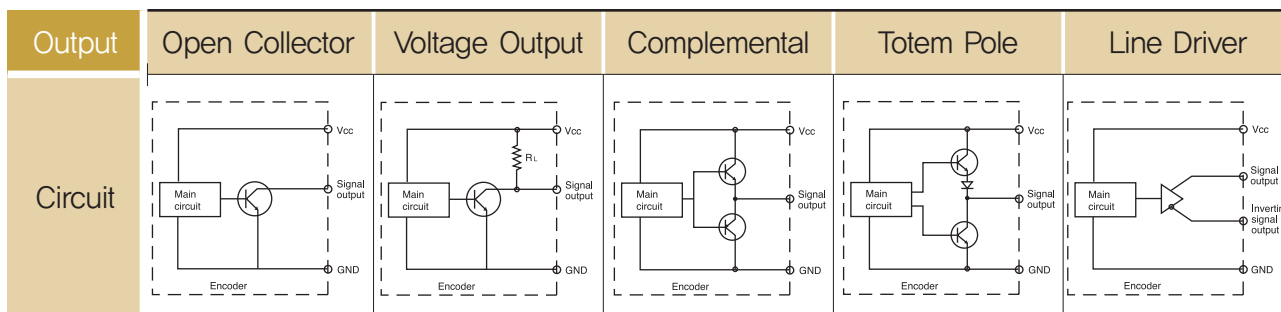 Output
Open Collector
Voltage Output
Complemental
Totem Pole
Line Driver
Circuit
Vcc
Main
circuit
Signal
output
GND
Encoder
Vcc
RL
Main
circuit
Signal
output
GND
Encoder
Vcc
Main
circuit
Signal
output
GND
Encoder
Vcc
Main
circuit
Signal
output
GND
Encoder
Vcc
Main
circuit
Signal
output
Invertin
signal
output
GND
Encoder